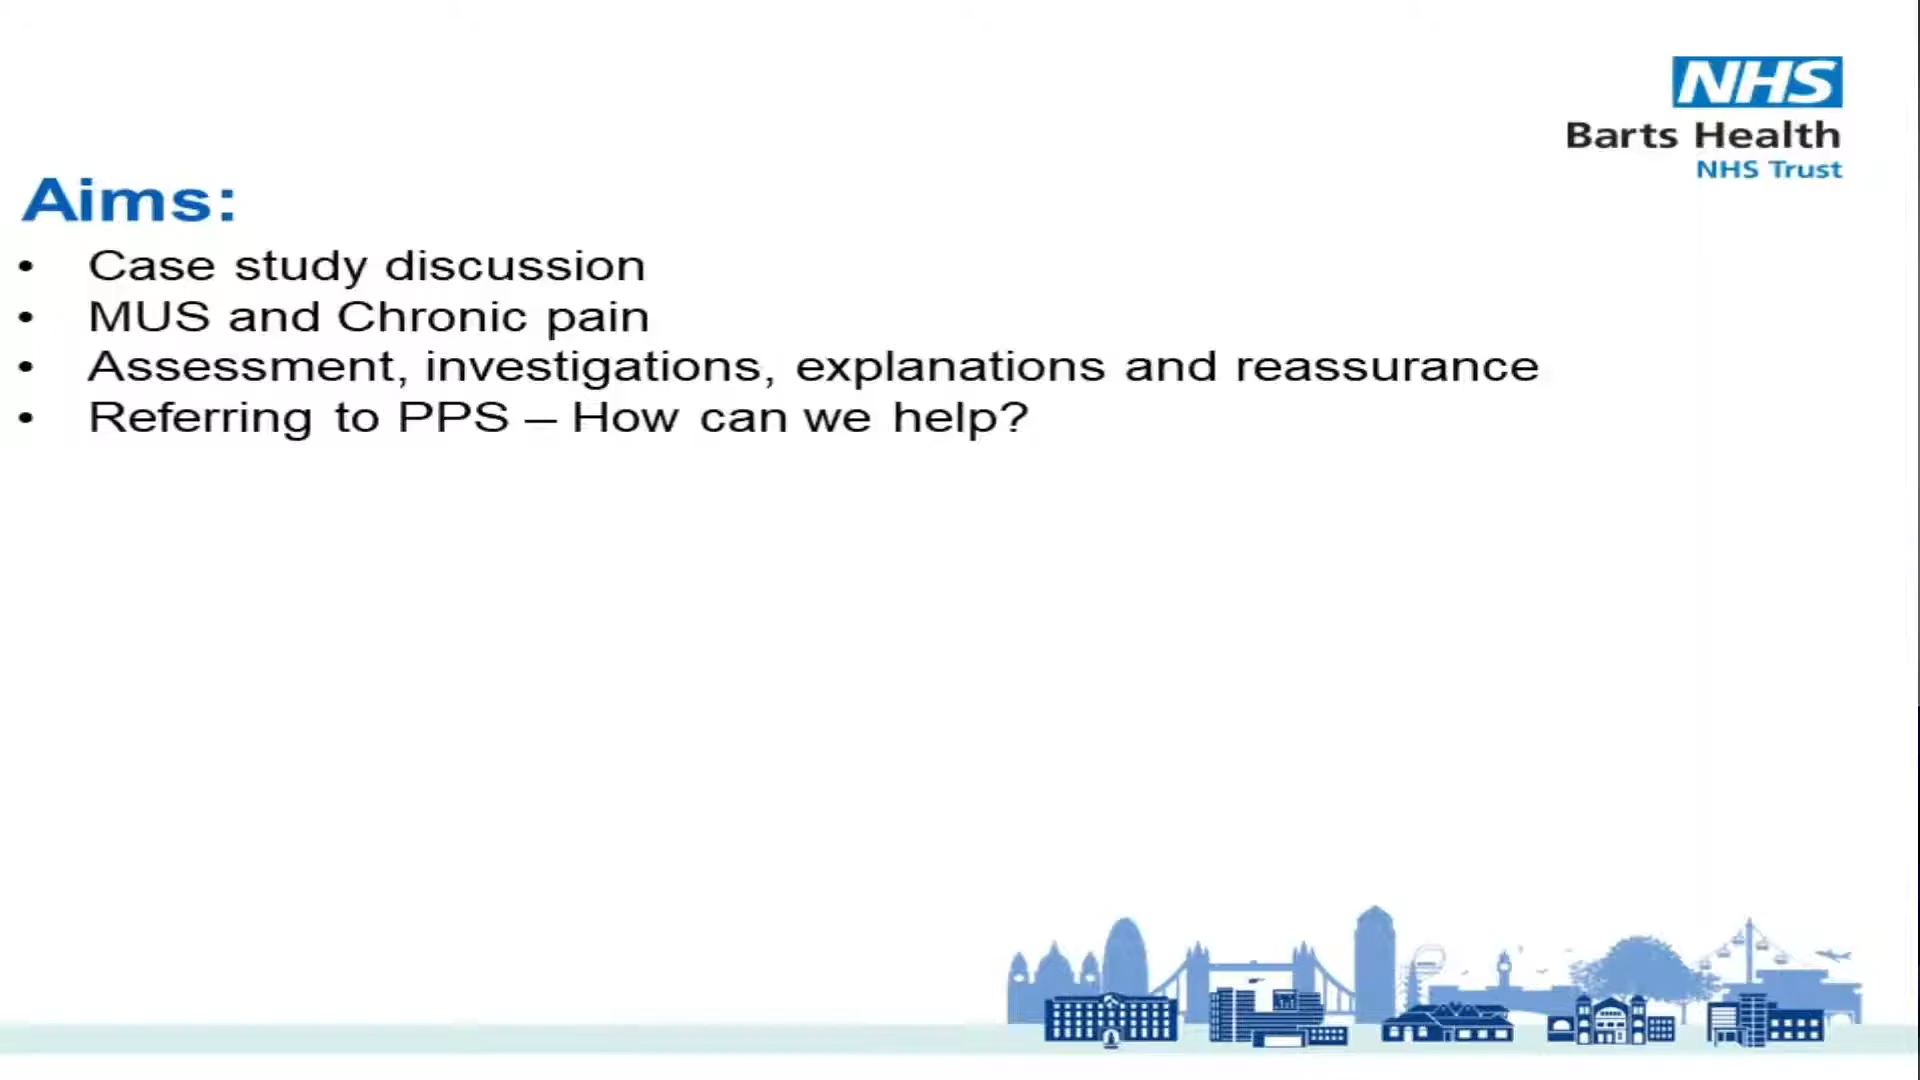 NHS
Barts Health
NHS Trust
Aims:
• Case study discussion
• MUS and Chronic pain
• Assessment, investigations, explanations and reassurance
• Referring to PPS – How can we help?